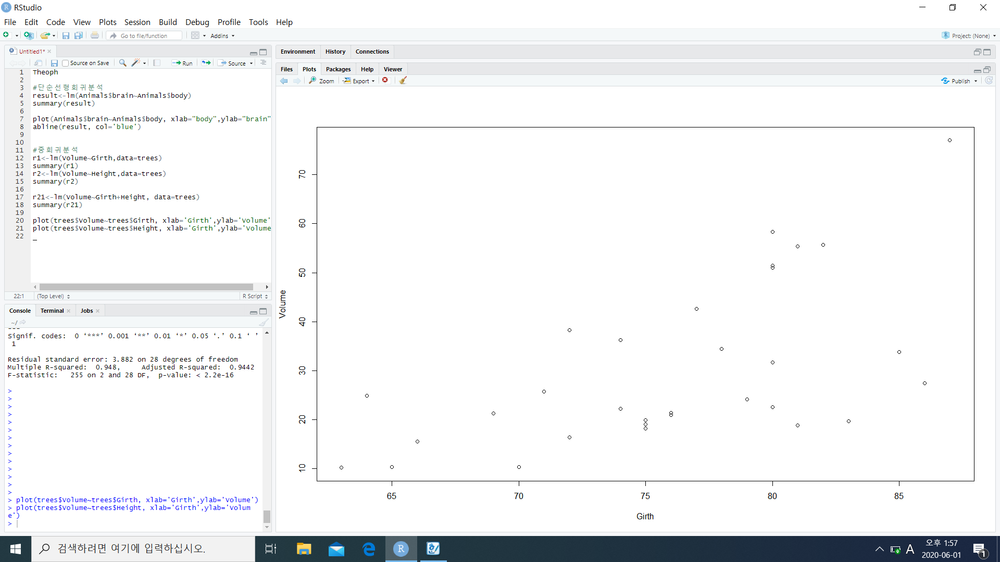 RStudio
File Edit Code View Plots Session Build Debug Profile Tools Help
Go to file/function
Addins
Project: (None)
Untitled1*
Source on Save
Run
Source
1 Theoph
2
3 #단순선형회귀분석
4 result<-lm(Animals$brain~Animals$body)
5 summary(result)
6
7 plot(Animals$brain~Animals$body, xlab="body",ylab="brain"
8 abline(result, col='blue')
9
10
11 #중회귀분석
12 r1<-lm(Volume~Girth,data=trees)
13 summary(r1)
14 r2<-lm(Volume~Height,data=trees)
15 summary(r2)
16
17 r21<-lm(Volume~Girth+Height, data=trees)
18 summary(r21)
19
20 plot(trees$Volume~trees$Girth, xlab='Girth',ylab='Volume'
21 plot(trees$Volume~trees$Height, xlab='Girth',ylab='Volume
22
22:1 (Top Level) R Script
Console Terminal Jobs
~/
---
Signif. codes:  0 ‘***’ 0.001 ‘**’ 0.01 ‘*’ 0.05 ‘.’ 0.1 ‘ ’
1
Residual standard error: 3.882 on 28 degrees of freedom
Multiple R-squared:  0.948,     Adjusted R-squared:  0.9442
F-statistic:   255 on 2 and 28 DF,  p-value: < 2.2e-16
>
>
>
>
>
>
>
>
>
>
>
>
>
>
> plot(trees$Volume~trees$Girth, xlab='Girth',ylab='Volume')
> plot(trees$Volume~trees$Height, xlab='Girth',ylab='Volum
e')
>
Environment History Connections
Files Plots Packages Help Viewer
Zoom Export Publish
Volume
70
60
50
40
30
20
10
65 70 75 80 85
Girth
검색하려면 여기에 입력하십시오.
A
오후 1:57
2020-06-01
1